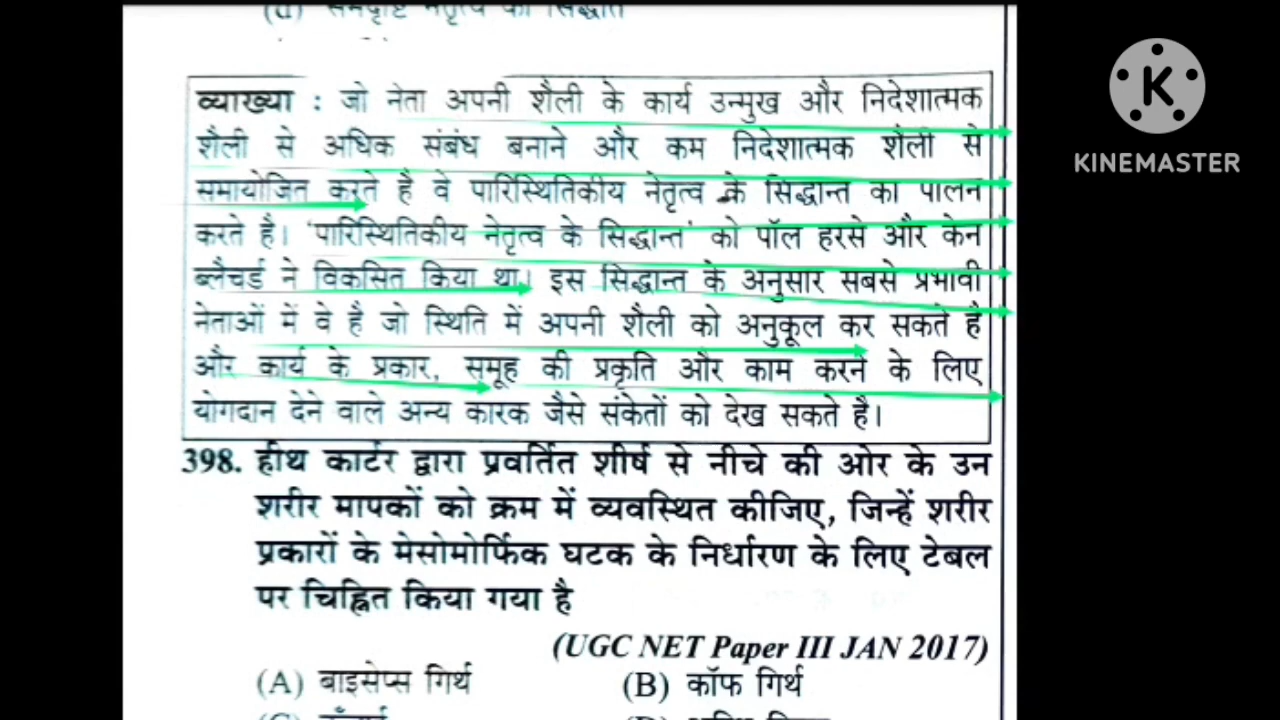 (d) समदृष्टि नेतृत्व का सिद्धांत
व्याख्या : जो नेता अपनी शैली के कार्य उन्मुख और निदेशात्मक
शैली से अधिक संबंध बनाने और कम निदेशात्मक शैली से
समायोजित करते है वे पारिस्थितिकीय नेतृत्व के सिद्धान्त का पालन
करते है। 'पारिस्थितिकीय नेतृत्व के सिद्धान्त' को पॉल हरसे और केन
ब्लैचर्ड ने विकसित किया था। इस सिद्धान्त के अनुसार सबसे प्रभावी
नेताओं में वे है जो स्थिति में अपनी शैली को अनुकूल कर सकते है
और कार्य के प्रकार, समूह की प्रकृति और काम करने के लिए
योगदान देने वाले अन्य कारक जैसे संकेतों को देख सकते है।
398. हीथ कार्टर द्वारा प्रवर्तित शीर्ष से नीचे की ओर के उन
शरीर मापकों को क्रम में व्यवस्थित कीजिए, जिन्हें शरीर
प्रकारों के मेसोमोर्फिक घटक के निर्धारण के लिए टेबल
पर चिह्नित किया गया है
(UGC NET Paper III JAN 2017)
(A) बाइसेप्स गिर्थ (B) कॉफ गिर्थ
K
KINEMASTER